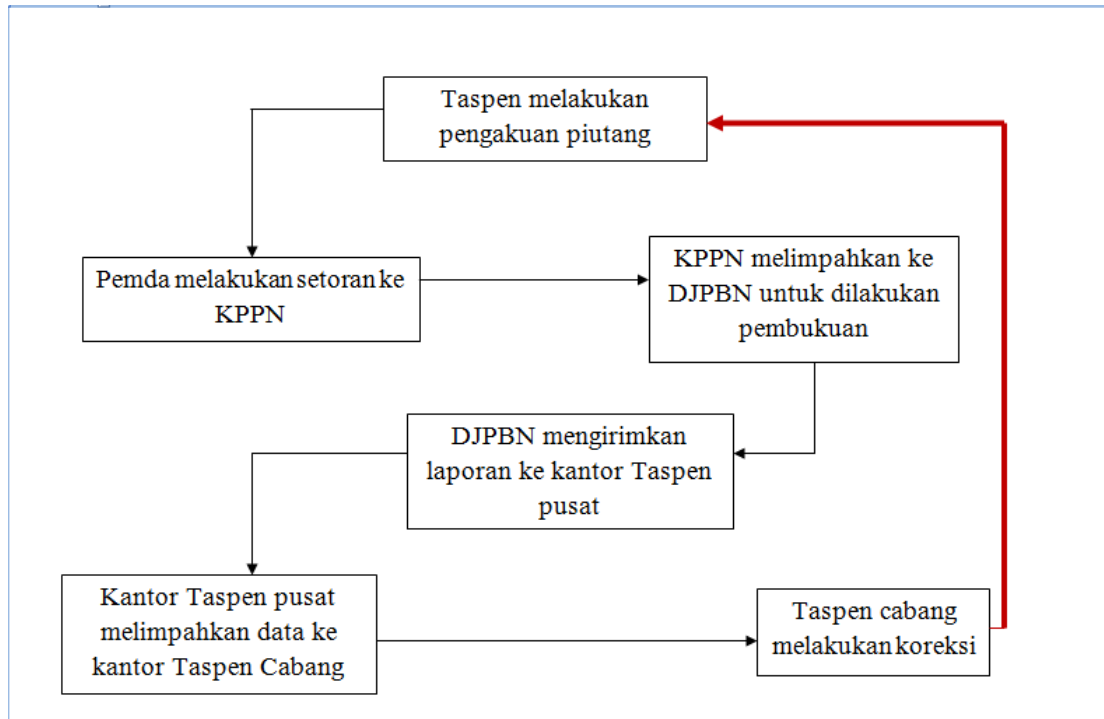 Taspen melakukan
pengakuan piutang
Pemda melakukan setoran ke
KPPN
KPPN melimpahkan ke
DJPBN untuk dilakukan
pembukuan
DJPBN mengirimkan
laporan ke kantor Taspen
pusat
Kantor Taspen pusat
melimpahkan data ke
kantor Taspen Cabang
Taspen cabang
melakukan koreksi